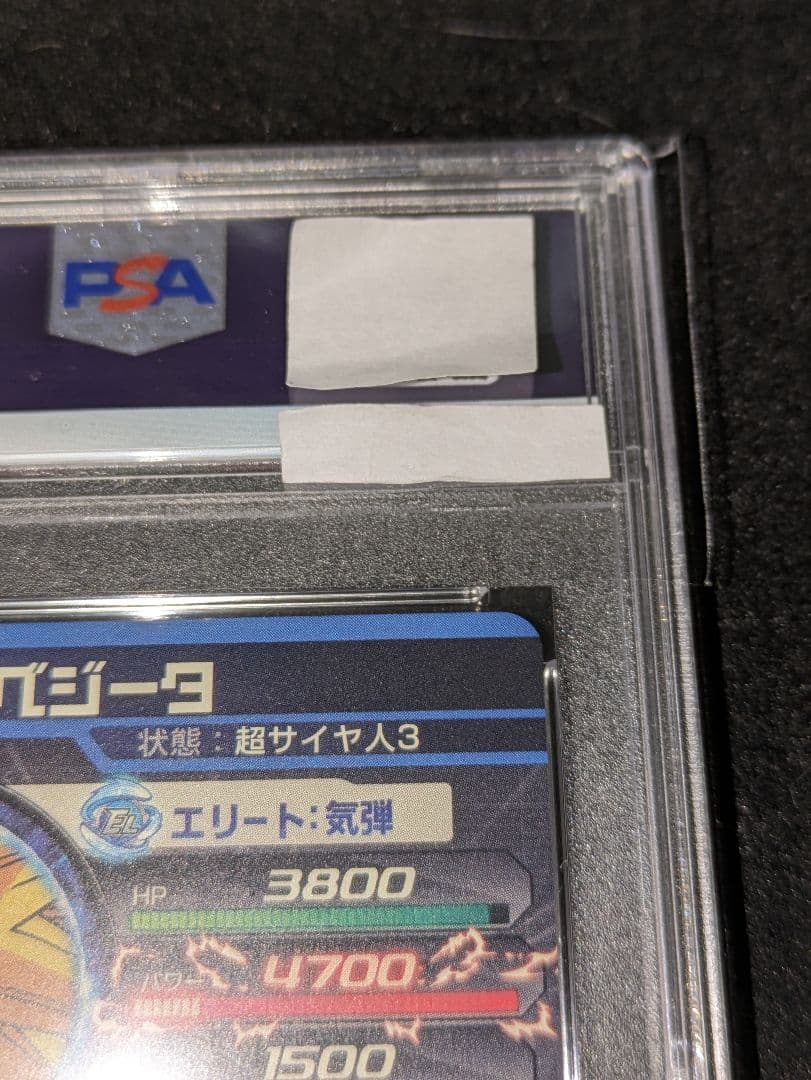 PSA
ベジータ
状態：超サイヤ人3
EL エリート:気弾
HP 3800
パワー 4700
1500